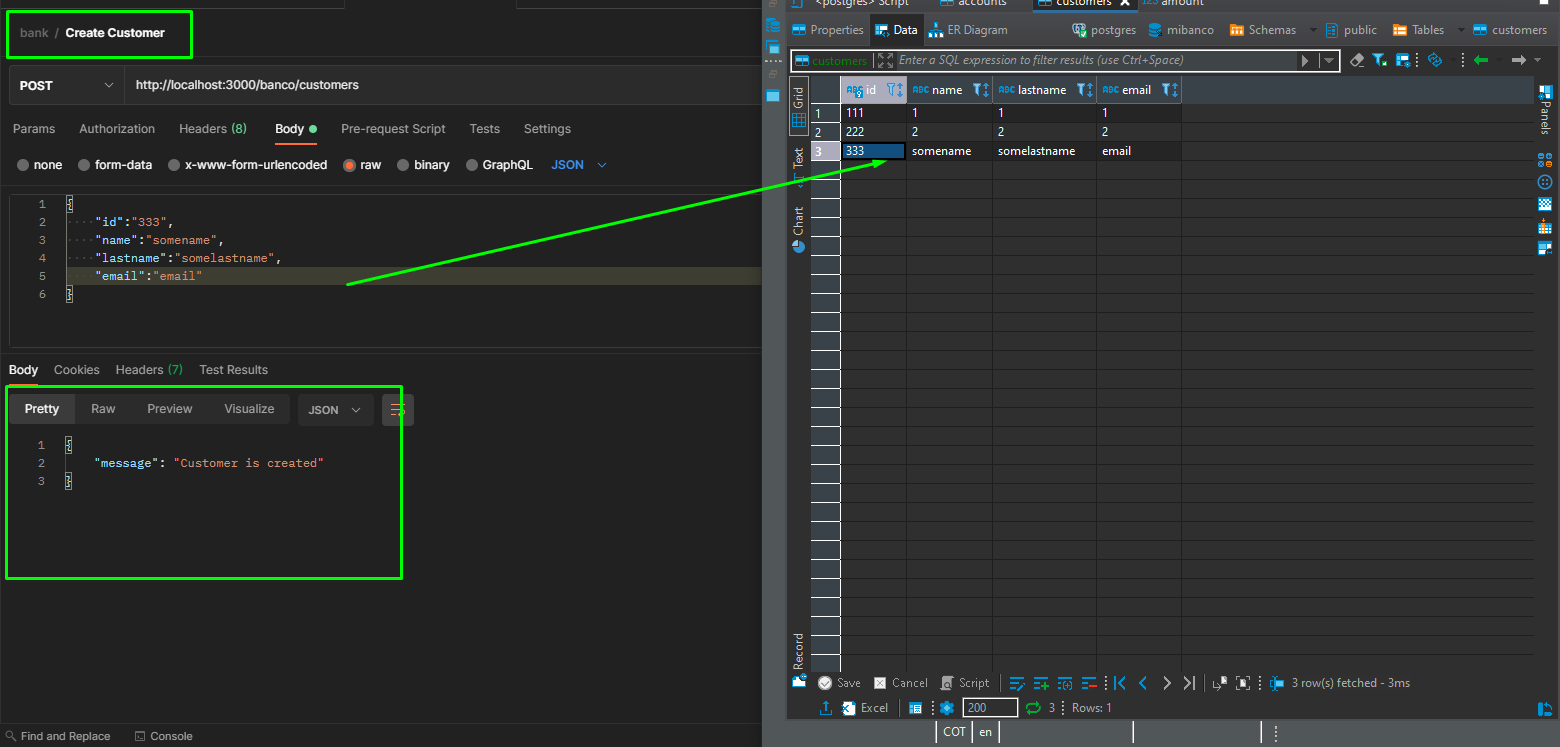 bank / Create Customer
POST http://localhost:3000/banco/customers
Params Authorization Headers (8) Body Pre-request Script Tests Settings
none form-data x-www-form-urlencoded raw binary GraphQL JSON
1 {
2 "id":"333",
3 "name":"somename",
4 "lastname":"somelastname",
5 "email":"email"
6 }
Body Cookies Headers (7) Test Results
Pretty Raw Preview Visualize JSON
1 {
2 "message": "Customer is created"
3 }
Find and Replace Console
<postgres> Script accounts customers 123 amount
Properties Data ER Diagram postgres mibanco Schemas public Tables customers
customers Enter a SQL expression to filter results (use Ctrl+Space)
Grid
Text
Chart
Record
Panels
ABC id ABC name ABC lastname ABC email
1 111 1 1 1
2 222 2 2 2
3 333 somename somelastname email
Save Cancel Script 3 row(s) fetched - 3ms
Excel 200 3 Rows: 1
COT en